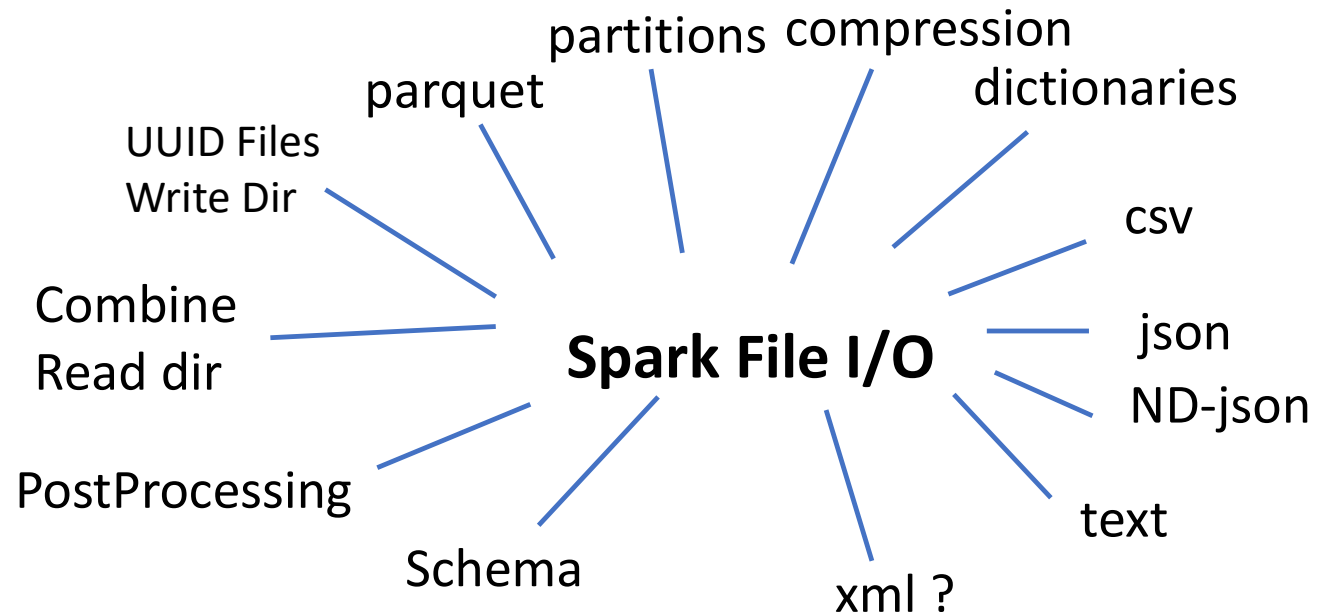 partitions compression
parquet
dictionaries
UUID Files
Write Dir
csv
Combine
Read dir
Spark File I/O
json
ND-json
PostProcessing
text
Schema
xml ?